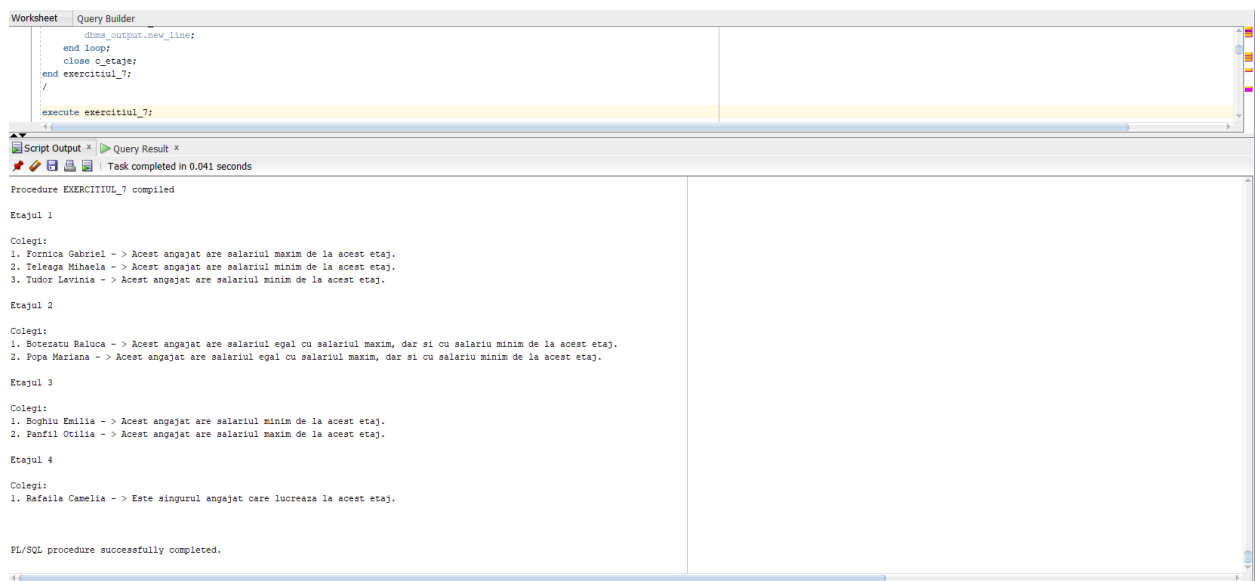 Worksheet Query Builder
dbms_output.new_line;
end loop;
close c_etaje;
end exercitiul_7;
/
execute exercitiul_7;
Script Output × Query Result ×
Task completed in 0.041 seconds
Procedure EXERCITIUL_7 compiled
Etajul 1
Colegi:
1. Fornica Gabriel - > Acest angajat are salariul maxim de la acest etaj.
2. Teleaga Mihaela - > Acest angajat are salariul minim de la acest etaj.
3. Tudor Lavinia - > Acest angajat are salariul minim de la acest etaj.
Etajul 2
Colegi:
1. Botezatu Raluca - > Acest angajat are salariul egal cu salariul maxim, dar si cu salariu minim de la acest etaj.
2. Popa Mariana - > Acest angajat are salariul egal cu salariul maxim, dar si cu salariu minim de la acest etaj.
Etajul 3
Colegi:
1. Boghiu Emilia - > Acest angajat are salariul minim de la acest etaj.
2. Panfil Otilia - > Acest angajat are salariul maxim de la acest etaj.
Etajul 4
Colegi:
1. Rafaila Camelia - > Este singurul angajat care lucreaza la acest etaj.
PL/SQL procedure successfully completed.